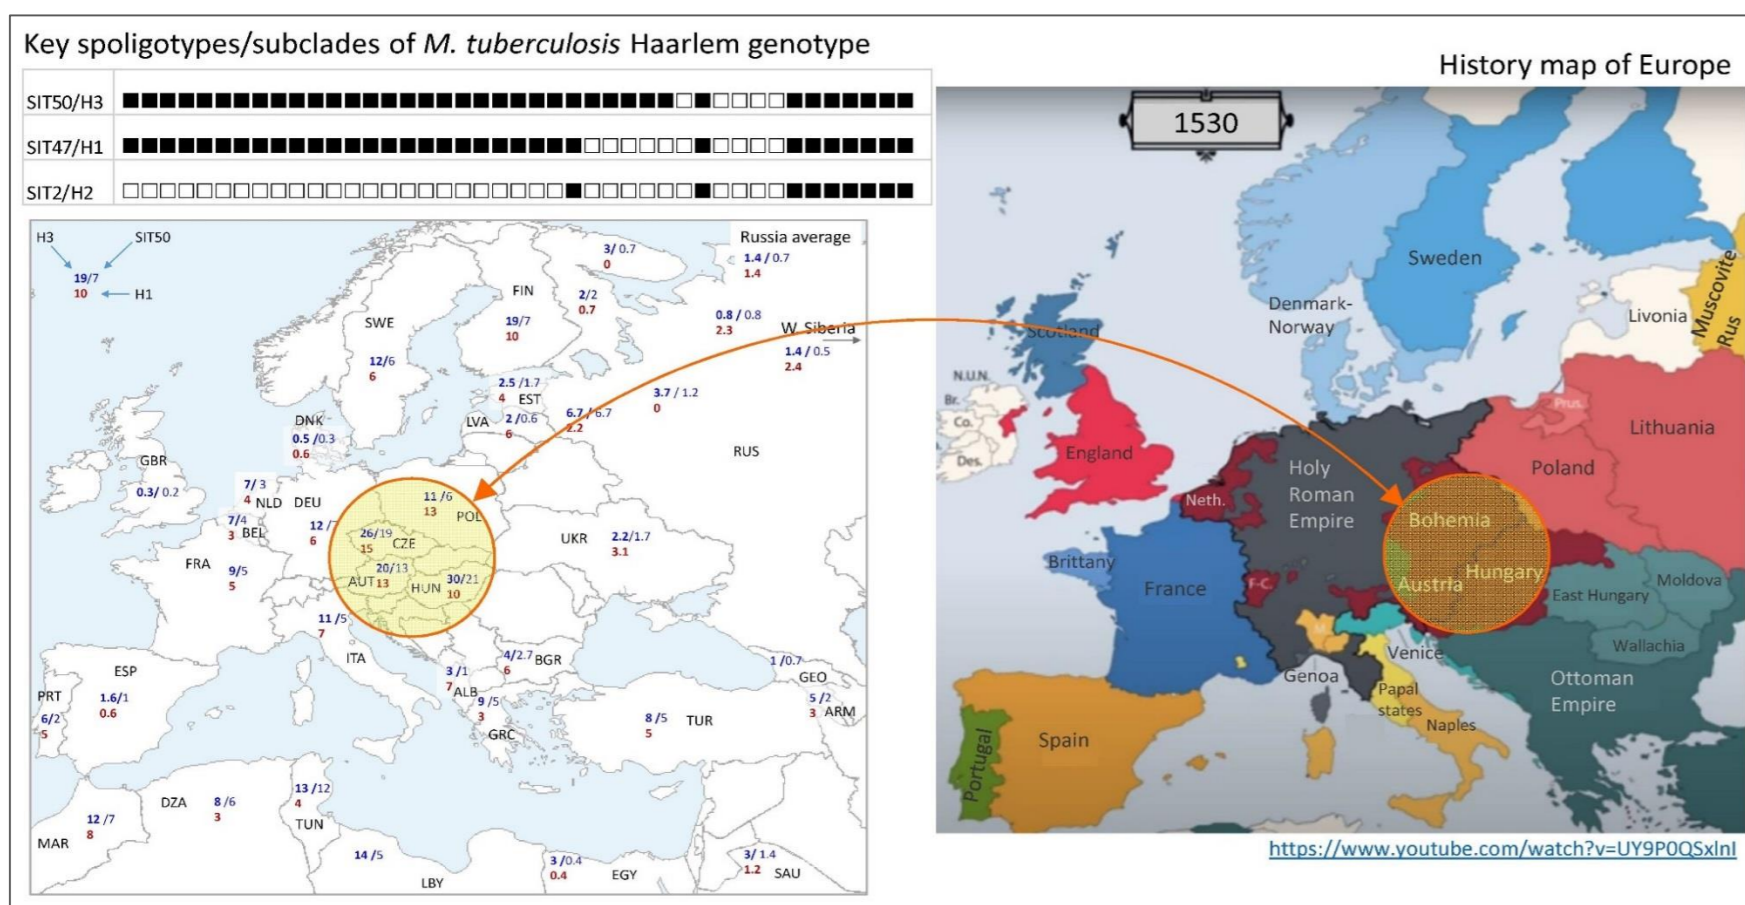 Key spoligotypes/subclades of M. tuberculosis Haarlem genotype
SIT50/H3
SIT47/H1
SIT2/H2
H3
SIT50
19/7
10
H1
Russia average
1.4 / 0.7
1.4
3/ 0.7
0
FIN
19/7
10
2/2
0.7
0.8 / 0.8
2.3
W. Siberia
1.4 / 0.5
2.4
SWE
12/6
6
2.5 /1.7
4
EST
3.7 / 1.2
0
LVA
2 /0.6
6
6.7 / 6.7
2.2
RUS
DNK
0.5 /0.3
0.6
GBR
0.3/ 0.2
7/ 3
4
NLD
DEU
12 /
6
11 /6
13
POL
7/4
3
BEL
26/19
15
CZE
UKR
2.2/1.7
3.1
FRA
9/5
5
AUT
20/13
13
HUN
30/21
10
11 /5
7
ITA
4/2.7
6
BGR
3 /1
7
ALB
9 /5
3
GRC
1 /0.7
GEO
5 /2
3
ARM
8 /5
5
TUR
ESP
1.6/1
0.6
PRT
6/2
5
MAR
12 /7
8
DZA
8 /6
3
13 /12
4
TUN
14 /5
LBY
3 /0.4
0.4
EGY
3/ 1.4
1.2
SAU
History map of Europe
1530
Sweden
Denmark-
Norway
Scotland
Livonia
Muscovite
Rus
N.U.N.
Br.
Co.
Des.
England
Prus.
Lithuania
Poland
Holy
Roman
Empire
Neth.
Bohemia
Brittany
France
F-C.
Austria
Hungary
East Hungary
Moldova
Wallachia
M.
Venice
Genoa
Papal
states
Naples
Ottoman
Empire
Spain
Portugal
https://www.youtube.com/watch?v=UY9P0QSxlnI